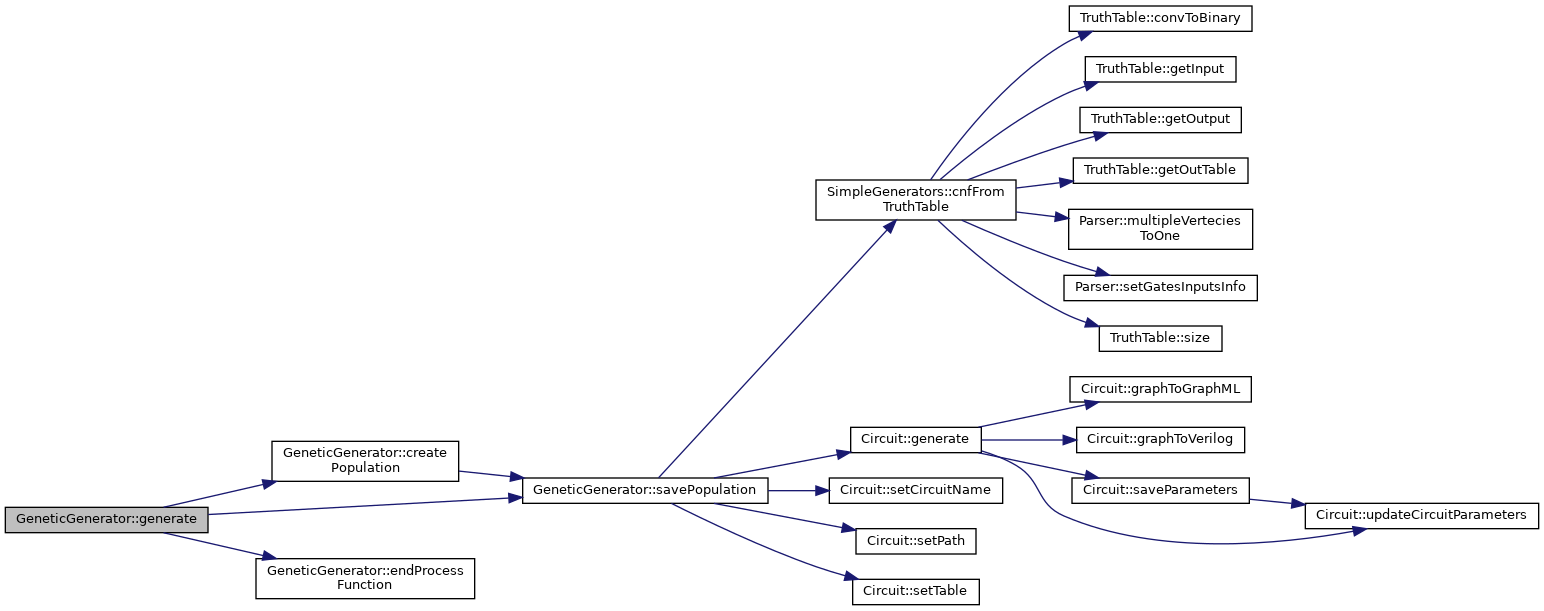 TruthTable::convToBinary
TruthTable::getInput
TruthTable::getOutput
TruthTable::getOutTable
SimpleGenerators::cnfFrom
TruthTable
Parser::multipleVertecies
ToOne
Parser::setGatesInputsInfo
TruthTable::size
Circuit::graphToGraphML
Circuit::generate
Circuit::graphToVerilog
GeneticGenerator::create
Population
GeneticGenerator::savePopulation
Circuit::setCircuitName
Circuit::saveParameters
Circuit::updateCircuitParameters
GeneticGenerator::generate
Circuit::setPath
GeneticGenerator::endProcess
Function
Circuit::setTable